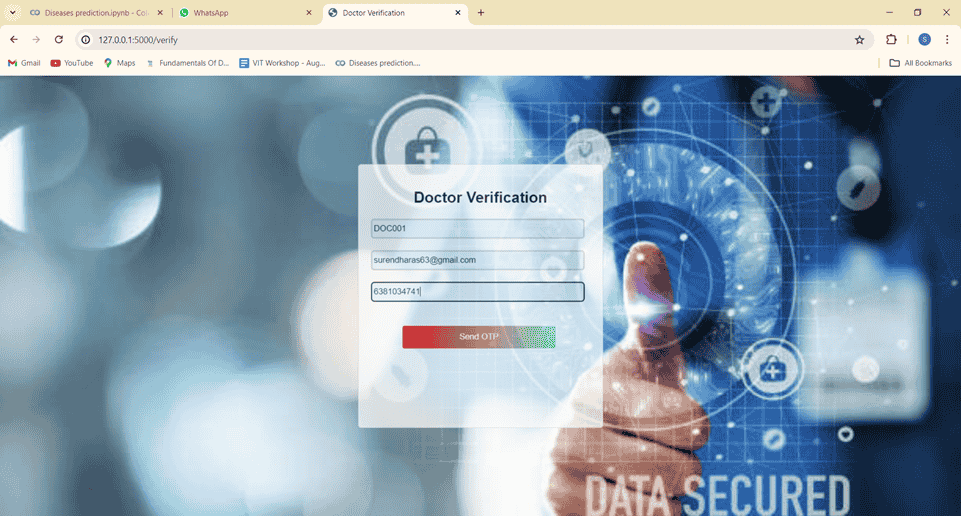 Diseases prediction.ipynb - Col
WhatsApp
Doctor Verification
127.0.0.1:5000/verify
S
Gmail
YouTube
Maps
Fundamentals Of D...
VIT Workshop - Aug...
Diseases prediction....
All Bookmarks
Doctor Verification
DOC001
surendharas63@gmail.com
6381034741
Send OTP
DATA SECURED